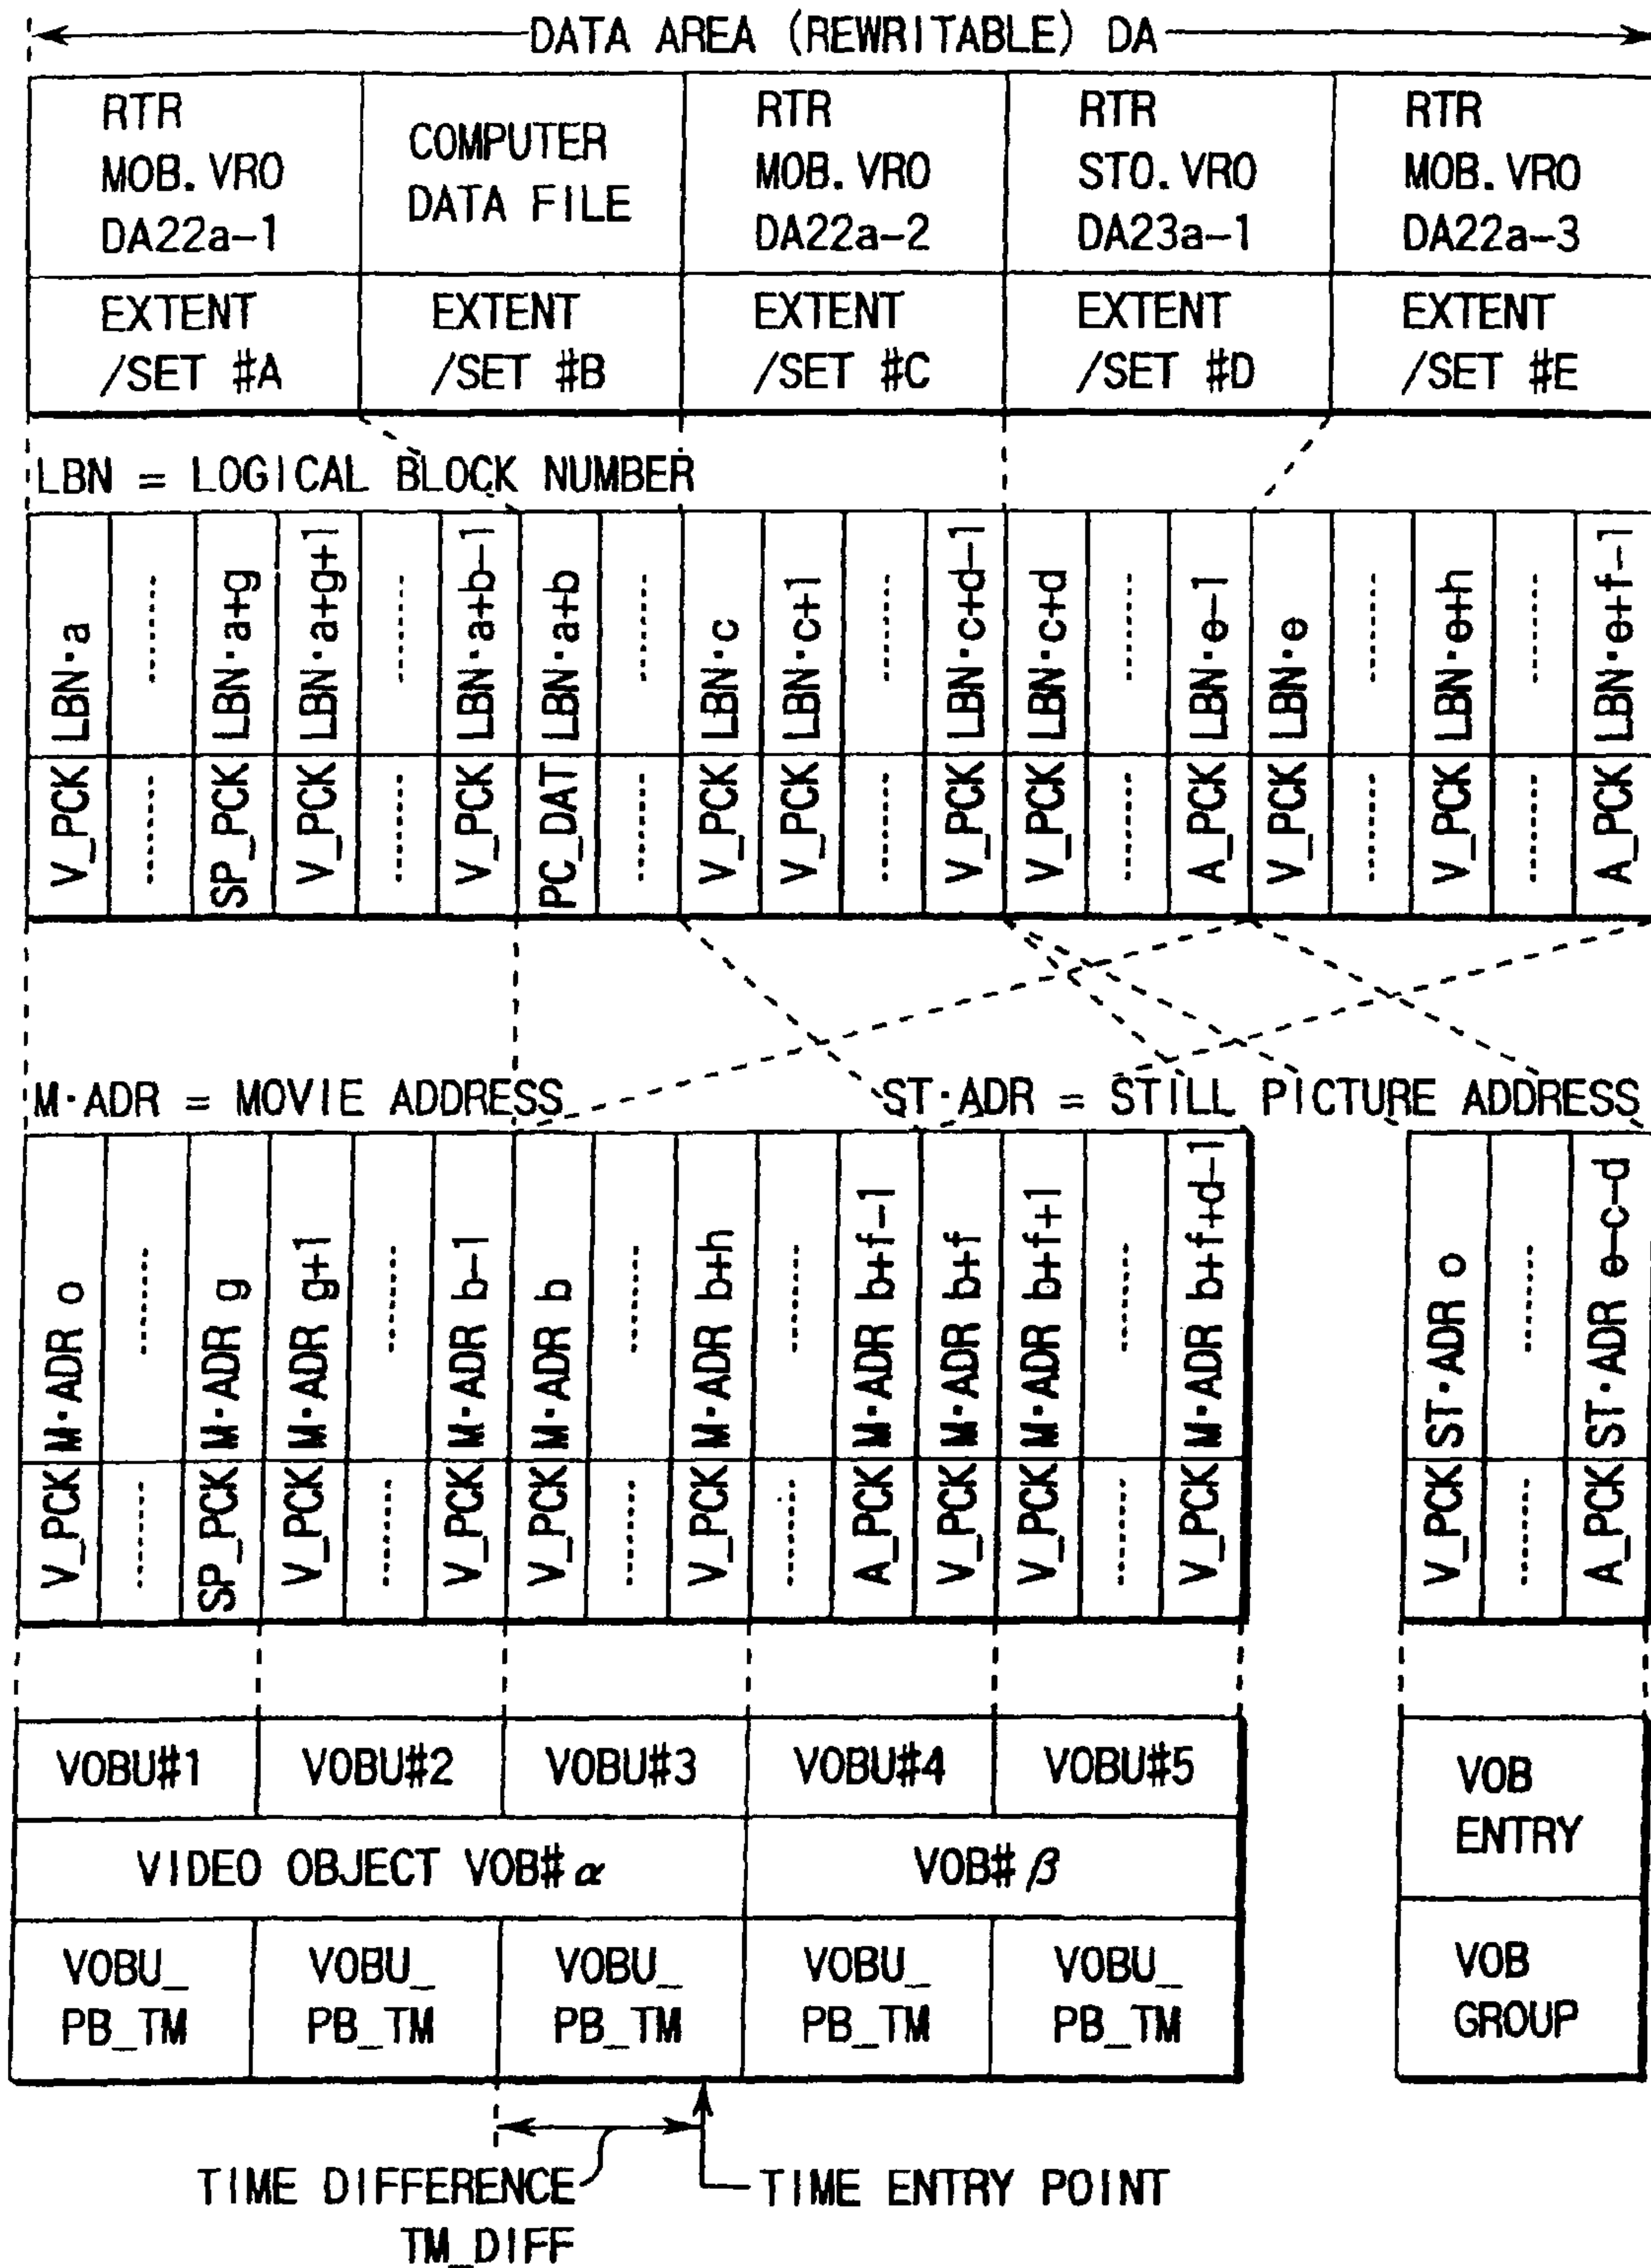 DATA AREA (REWRITABLE) DA
RTR
MOB.VRO
DA22a-1
COMPUTER
DATA FILE
RTR
MOB.VRO
DA22a-2
RTR
STO.VRO
DA23a-1
RTR
MOB.VRO
DA22a-3
EXTENT
/SET #A
EXTENT
/SET #B
EXTENT
/SET #C
EXTENT
/SET #D
EXTENT
/SET #E
LBN = LOGICAL BLOCK NUMBER
V_PCK LBN·a
SP_PCK LBN·a+g
V_PCK LBN·a+g+1
V_PCK LBN·a+b-1
PC_DAT LBN·a+b
V_PCK LBN·c
V_PCK LBN·c+1
V_PCK LBN·c+d-1
V_PCK LBN·c+d
A_PCK LBN·e-1
V_PCK LBN·e
V_PCK LBN·e+h
A_PCK LBN·e+f-1
M·ADR = MOVIE ADDRESS
ST·ADR = STILL PICTURE ADDRESS
V_PCK M·ADR o
SP_PCK M·ADR g
V_PCK M·ADR g+1
V_PCK M·ADR b-1
V_PCK M·ADR b
V_PCK M·ADR b+h
A_PCK M·ADR b+f-1
V_PCK M·ADR b+f
V_PCK M·ADR b+f+1
V_PCK M·ADR b+f+d-1
V_PCK ST·ADR o
A_PCK ST·ADR e-c-d
VOBU#1
VOBU#2
VOBU#3
VOBU#4
VOBU#5
VIDEO OBJECT VOB#α
VOB#β
VOB
ENTRY
VOBU_
PB_TM
VOBU_
PB_TM
VOBU_
PB_TM
VOBU_
PB_TM
VOBU_
PB_TM
VOB
GROUP
TIME DIFFERENCE
TM_DIFF
TIME ENTRY POINT